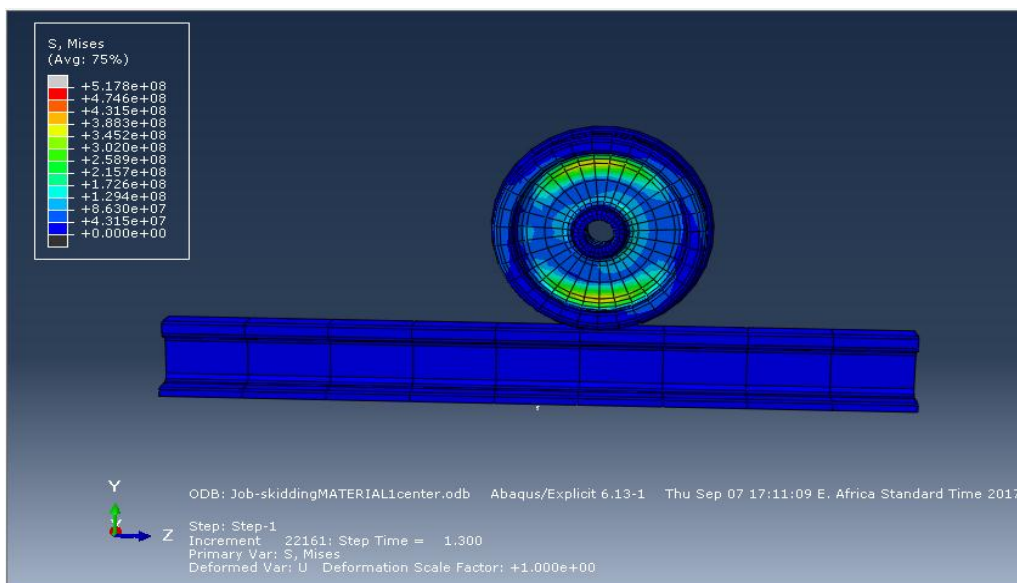 S, Mises
(Avg: 75%)
+5.178e+08
+4.746e+08
+4.315e+08
+3.883e+08
+3.452e+08
+3.020e+08
+2.589e+08
+2.157e+08
+1.726e+08
+1.294e+08
+8.630e+07
+4.315e+07
+0.000e+00
Y
Z
ODB: Job-skiddingMATERIAL1center.odb Abaqus/Explicit 6.13-1 Thu Sep 07 17:11:09 E. Africa Standard Time 2017
Step: Step-1
Increment 22161: Step Time = 1.300
Primary Var: S, Mises
Deformed Var: U Deformation Scale Factor: +1.000e+00